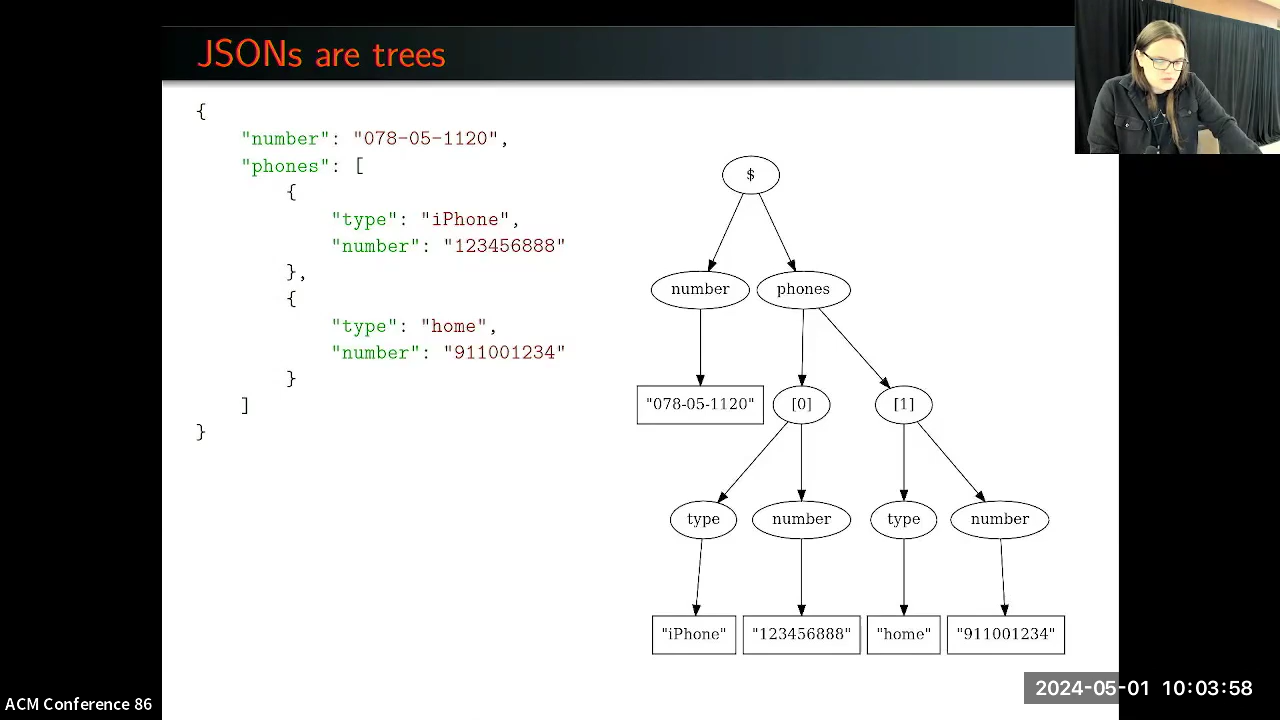 JSONs are trees
{
"number": "078-05-1120",
"phones": [
{
"type": "iPhone",
"number": "123456888"
},
{
"type": "home",
"number": "911001234"
}
]
}
$
number phones
"078-05-1120" [0] [1]
type number type number
"iPhone" "123456888" "home" "911001234"
2024-05-01 10:03:58
ACM Conference 86